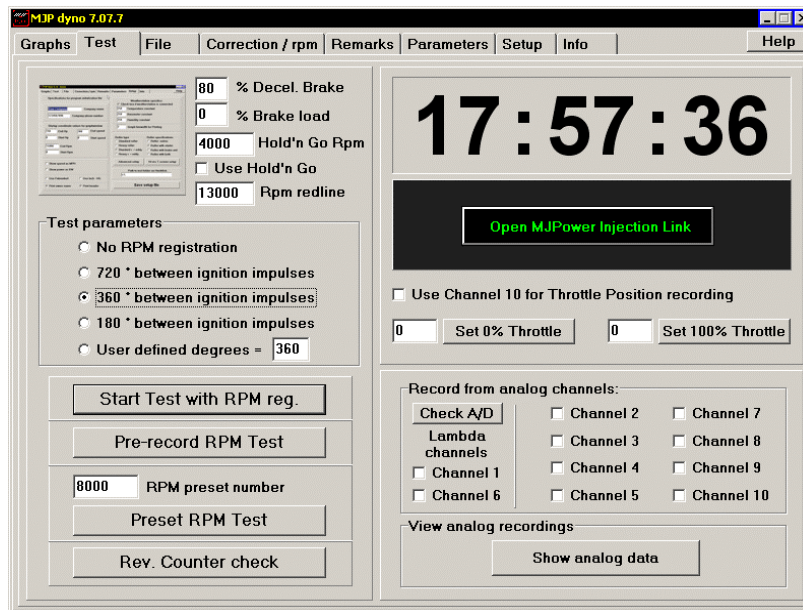 MJP dyno 7.07.7
Graphs Test File Correction / rpm Remarks Parameters Setup Info Help
80 % Decel. Brake
0 % Brake load
4000 Hold'n Go Rpm
Use Hold'n Go
13000 Rpm redline
Test parameters
No RPM registration
720 ° between ignition impulses
360 ° between ignition impulses
180 ° between ignition impulses
User defined degrees = 360
Start Test with RPM reg.
Pre-record RPM Test
8000 RPM preset number
Preset RPM Test
Rev. Counter check
17:57:36
Open MJPower Injection Link
Use Channel 10 for Throttle Position recording
0 Set 0% Throttle 0 Set 100% Throttle
Record from analog channels:
Check A/D Channel 2 Channel 7
Lambda
channels
Channel 3 Channel 8
Channel 1 Channel 4 Channel 9
Channel 6 Channel 5 Channel 10
View analog recordings
Show analog data